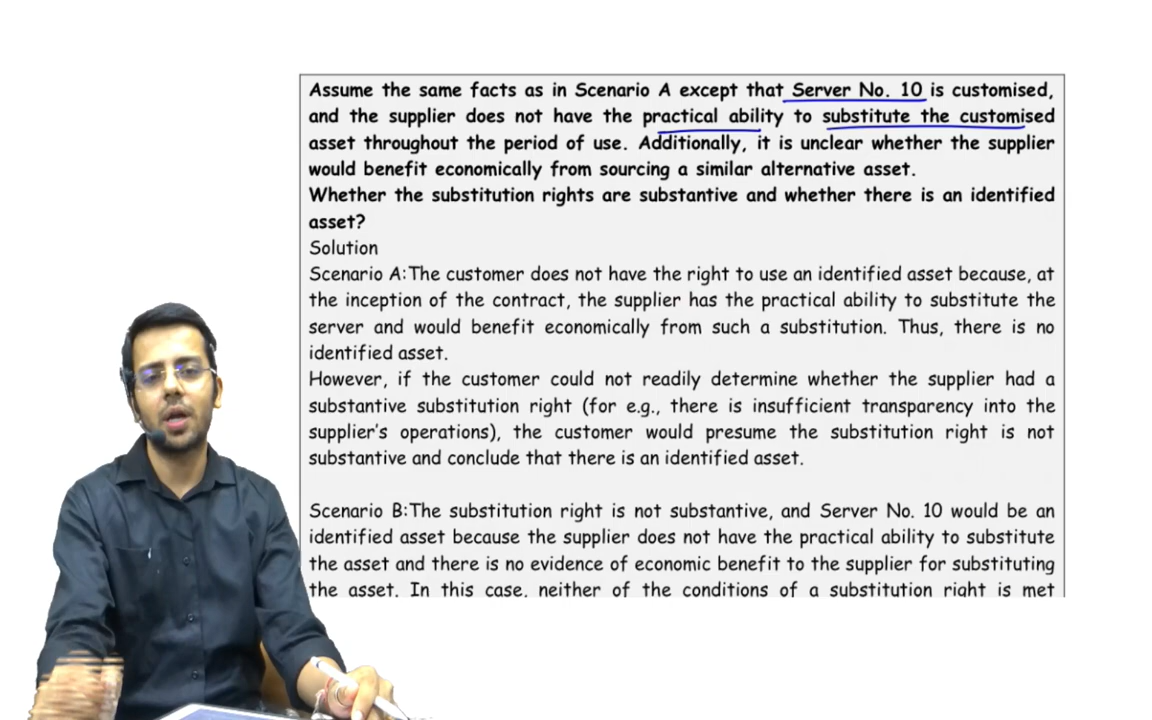 Assume the same facts as in Scenario A except that Server No. 10 is customised,
and the supplier does not have the practical ability to substitute the customised
asset throughout the period of use. Additionally, it is unclear whether the supplier
would benefit economically from sourcing a similar alternative asset.
Whether the substitution rights are substantive and whether there is an identified
asset?
Solution
Scenario A:The customer does not have the right to use an identified asset because, at
the inception of the contract, the supplier has the practical ability to substitute the
server and would benefit economically from such a substitution. Thus, there is no
identified asset.
However, if the customer could not readily determine whether the supplier had a
substantive substitution right (for e.g., there is insufficient transparency into the
supplier's operations), the customer would presume the substitution right is not
substantive and conclude that there is an identified asset.
Scenario B:The substitution right is not substantive, and Server No. 10 would be an
identified asset because the supplier does not have the practical ability to substitute
the asset and there is no evidence of economic benefit to the supplier for substituting
the asset. In this case, neither of the conditions of a substitution right is met